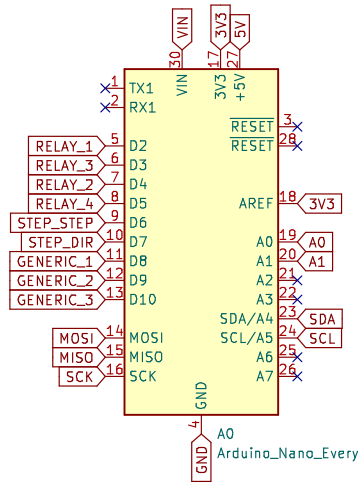 VIN 3V3 5V
30 17 27
VIN 3V3 +5V
1 TX1
2 RX1
RESET 3
RESET 28
RELAY_1 5 D2
RELAY_3 6 D3
RELAY_2 7 D4
RELAY_4 8 D5 AREF 18 3V3
STEP_STEP 9 D6
STEP_DIR 10 D7 A0 19 A0
GENERIC_1 11 D8 A1 20 A1
GENERIC_2 12 D9 A2 21
GENERIC_3 13 D10 A3 22
SDA/A4 23 SDA
MOSI 14 MOSI SCL/A5 24 SCL
MISO 15 MISO A6 25
SCK 16 SCK A7 26
GND
4
GND
A0
Arduino_Nano_Every